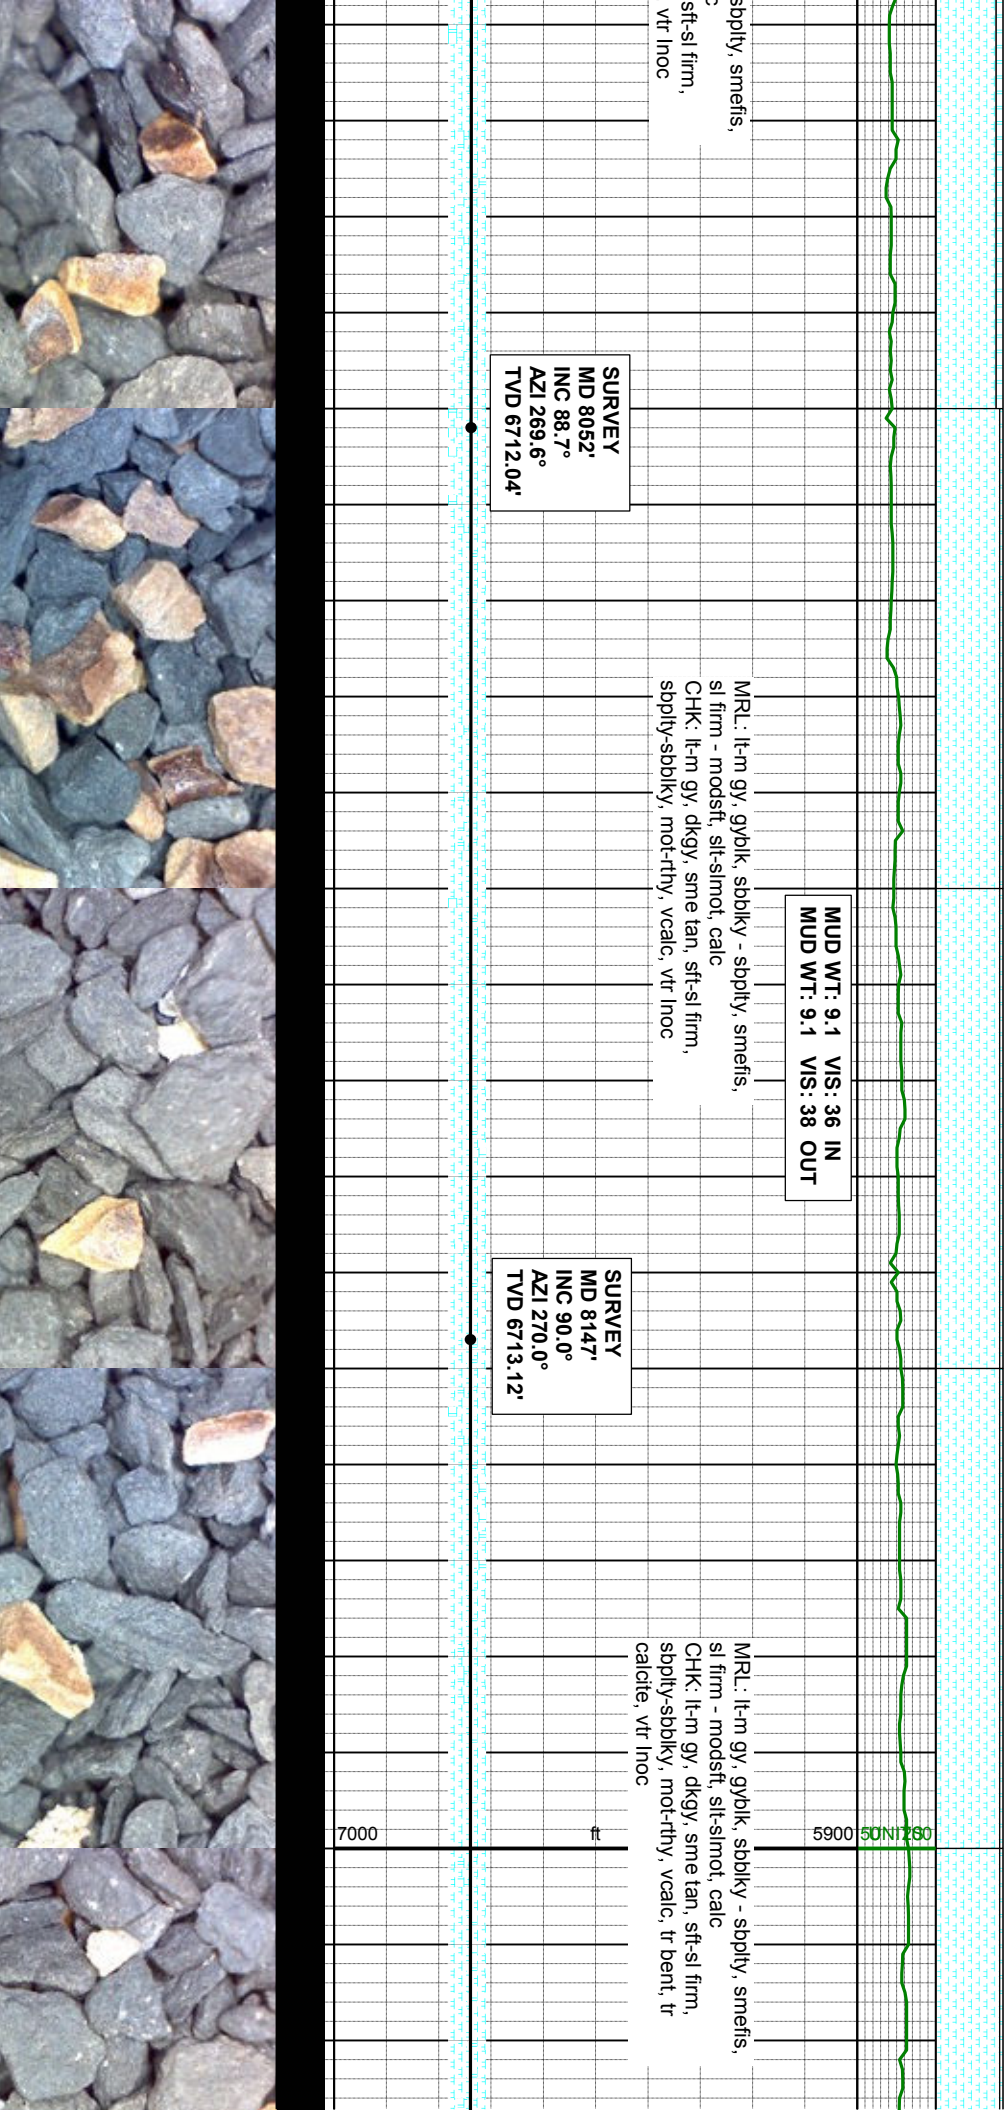 sbplty, smefis,
sft-sl firm,
vtr Inoc
SURVEY
MD 8052'
INC 88.7°
AZI 269.6°
TVD 6712.04'
MRL: lt-m gy, gyblk, sbblky - sbplty, smefis,
sl firm - modsft, slt-slmot, calc
CHK: lt-m gy, dkgy, sme tan, sft-sl firm,
sbplty-sbblky, mot-rthy, vcalc, vtr Inoc
MUD WT: 9.1 VIS: 36 IN
MUD WT: 9.1 VIS: 38 OUT
SURVEY
MD 8147'
INC 90.0°
AZI 270.0°
TVD 6713.12'
MRL: lt-m gy, gyblk, sbblky - sbplty, smefis,
sl firm - modsft, slt-slmot, calc
CHK: lt-m gy, dkgy, sme tan, sft-sl firm,
sbplty-sbblky, mot-rthy, vcalc, tr bent, tr
calcite, vtr Inoc
7000 ft 5900